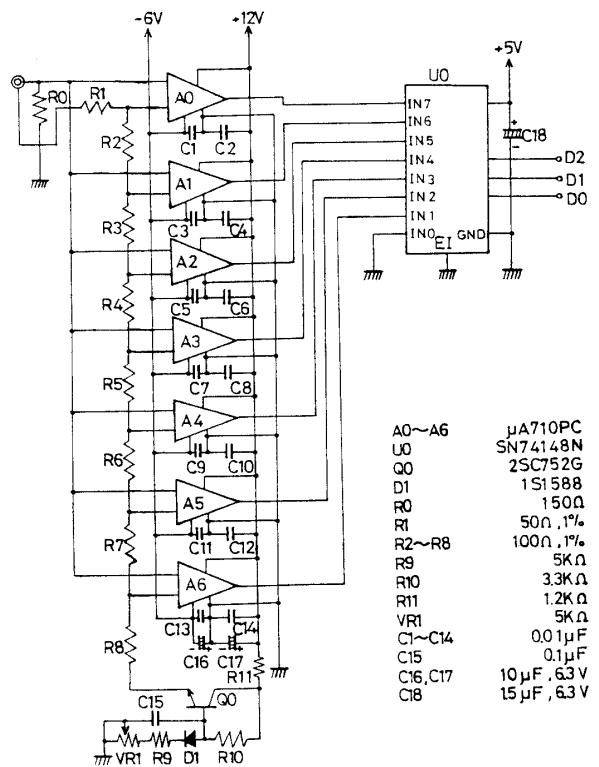 -6V +12V
+5V
R0 R1 A0 U0
IN7
IN6
IN5
IN4
IN3
IN2
IN1
IN0 EI GND
C18
+
-
D2
D1
D0
R2 C1 C2
A1
R3 C3 C4
A2
R4 C5 C6
A3
R5 C7 C8
A4
R6 C9 C10
A5
R7 C11 C12
A6
C13 C14
R8 - + - +
C16 C17
R11
C15 Q0
VR1 R9 D1 R10
A0~A6 μA710PC
U0 SN74148N
Q0 2SC752G
D1 1S1588
R0 150Ω
R1 50Ω,1%
R2~R8 100Ω,1%
R9 5KΩ
R10 3.3KΩ
R11 1.2KΩ
VR1 5KΩ
C1~C14 0.01μF
C15 0.1μF
C16,C17 10μF,6.3V
C18 15μF,6.3V